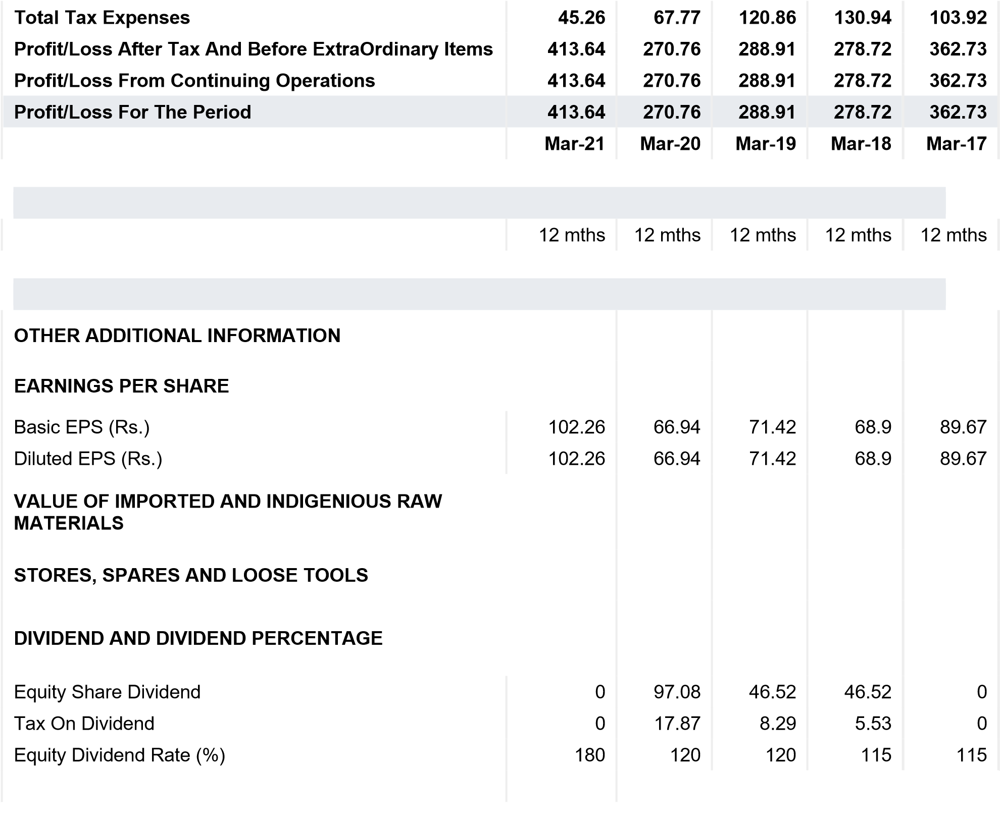 Total Tax Expenses 45.26 67.77 120.86 130.94 103.92
Profit/Loss After Tax And Before ExtraOrdinary Items 413.64 270.76 288.91 278.72 362.73
Profit/Loss From Continuing Operations 413.64 270.76 288.91 278.72 362.73
Profit/Loss For The Period 413.64 270.76 288.91 278.72 362.73
Mar-21 Mar-20 Mar-19 Mar-18 Mar-17
12 mths 12 mths 12 mths 12 mths 12 mths
OTHER ADDITIONAL INFORMATION
EARNINGS PER SHARE
Basic EPS (Rs.) 102.26 66.94 71.42 68.9 89.67
Diluted EPS (Rs.) 102.26 66.94 71.42 68.9 89.67
VALUE OF IMPORTED AND INDIGENIOUS RAW
MATERIALS
STORES, SPARES AND LOOSE TOOLS
DIVIDEND AND DIVIDEND PERCENTAGE
Equity Share Dividend 0 97.08 46.52 46.52 0
Tax On Dividend 0 17.87 8.29 5.53 0
Equity Dividend Rate (%) 180 120 120 115 115